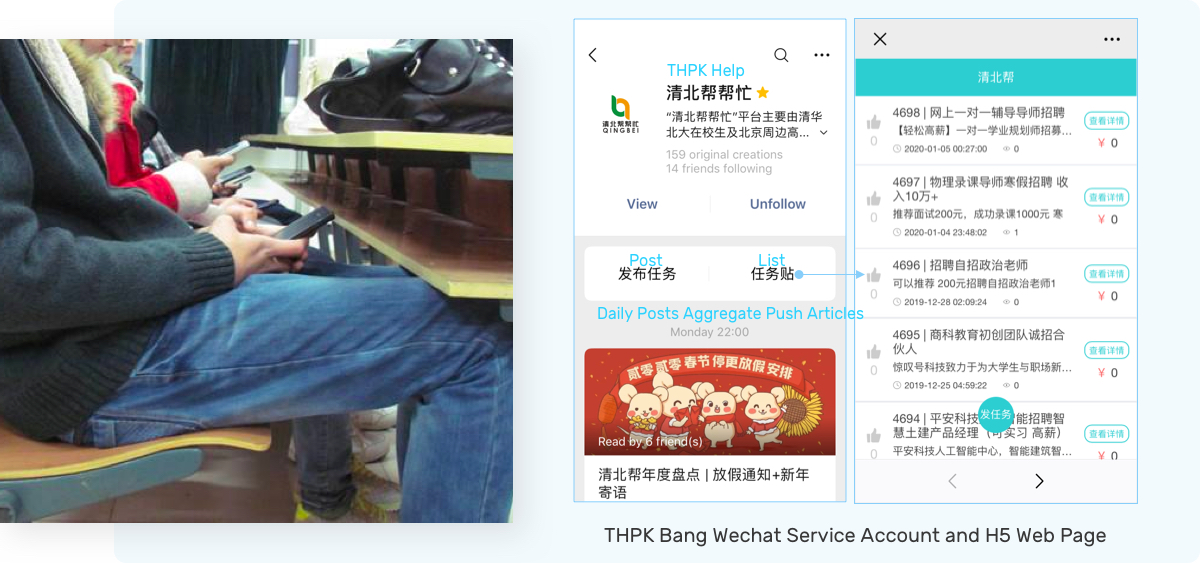 THPK Help
清北帮帮忙
清北帮帮忙
QINGBEI
“清北帮帮忙”平台主要由清华
北大在校生及北京周边高...
159 original creations
14 friends following
View
Unfollow
Post
发布任务
List
任务贴
Daily Posts Aggregate Push Articles
Monday 22:00
贰零贰零 春节 停更放假 安排
Read by 6 friend(s)
清北帮年度盘点 | 放假通知+新年
寄语
清北帮
4698 | 网上一对一辅导导师招聘
【轻松高薪】一对一学业规划师招募...
2020-01-05 00:27:00
0
0
查看详情
¥ 0
4697 | 物理录课导师寒假招聘 收
入10万+
推荐面试200元，成功录课1000元 寒
2020-01-04 23:48:02
1
0
查看详情
¥ 0
4696 | 招聘自招政治老师
可以推荐 200元招聘自招政治老师1
2019-12-28 02:09:24
0
0
查看详情
¥ 0
4695 | 商科教育初创团队诚招合
伙人
惊叹号科技致力于为大学生与职场新...
2019-12-25 04:59:22
0
0
查看详情
¥ 0
4694 | 平安科技
智能招聘智
慧土建产品经理（可实习 高薪）
平安科技人工智能中心，智能建筑智...
0
查看详情
¥ 0
发任务
THPK Bang Wechat Service Account and H5 Web Page